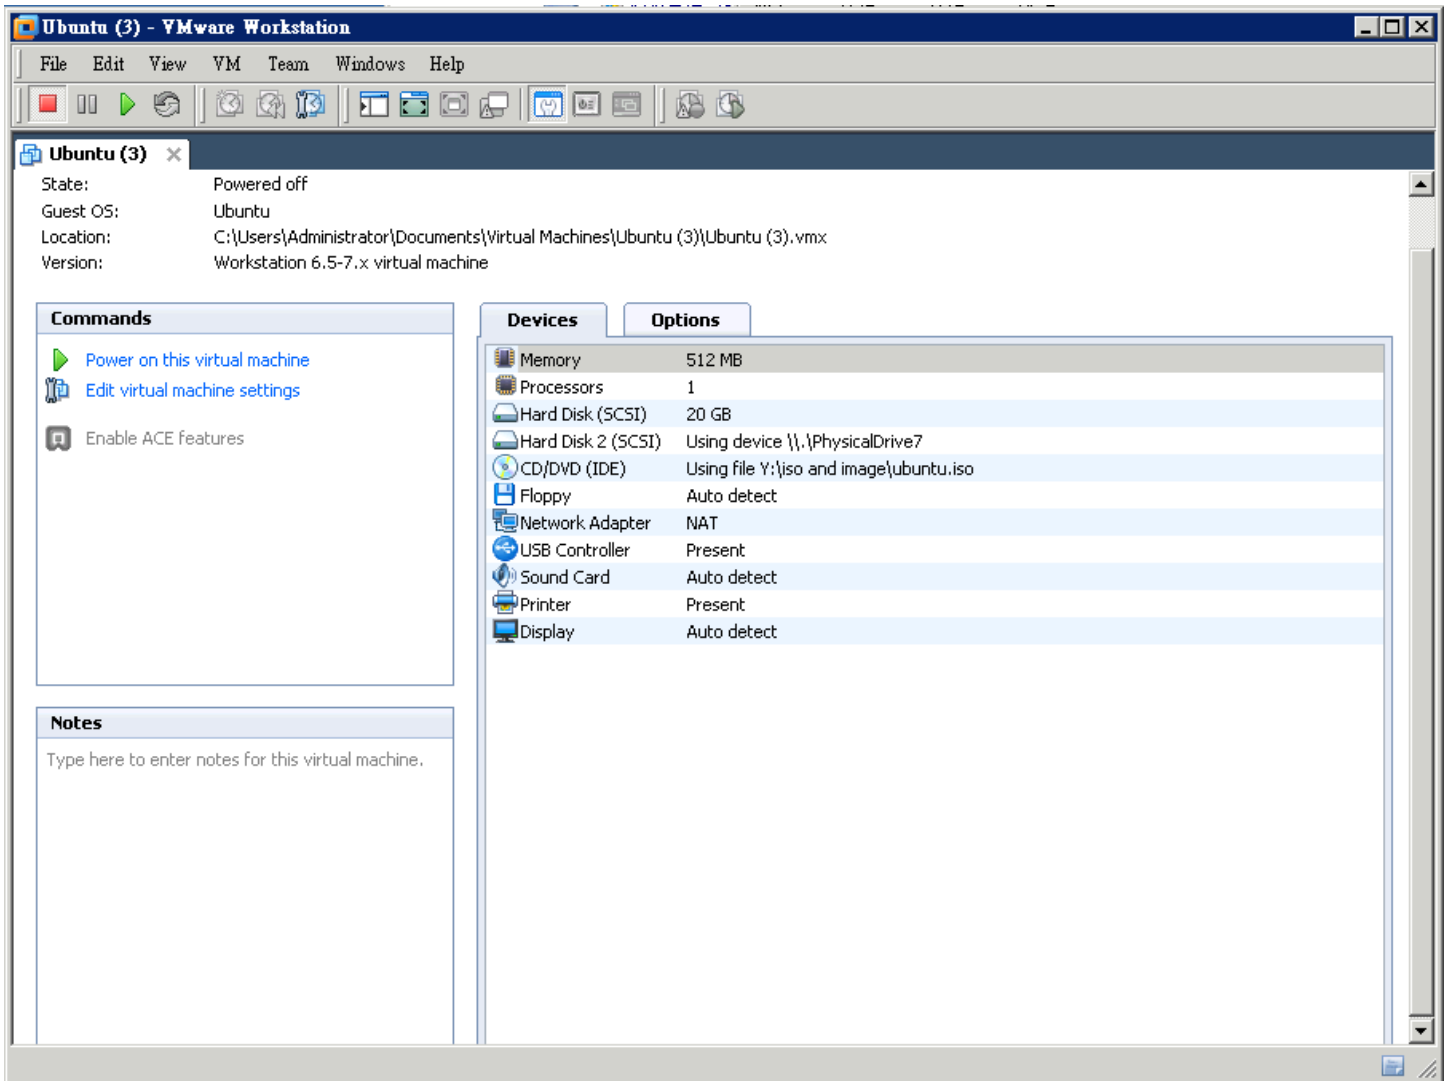 Ubuntu (3) - VMware Workstation
File Edit View VM Team Windows Help
Ubuntu (3)
State: Powered off
Guest OS: Ubuntu
Location: C:\Users\Administrator\Documents\Virtual Machines\Ubuntu (3)\Ubuntu (3).vmx
Version: Workstation 6.5-7.x virtual machine
Commands
Power on this virtual machine
Edit virtual machine settings
Enable ACE features
Notes
Type here to enter notes for this virtual machine.
Devices Options
Memory 512 MB
Processors 1
Hard Disk (SCSI) 20 GB
Hard Disk 2 (SCSI) Using device \\.\PhysicalDrive7
CD/DVD (IDE) Using file Y:\iso and image\ubuntu.iso
Floppy Auto detect
Network Adapter NAT
USB Controller Present
Sound Card Auto detect
Printer Present
Display Auto detect